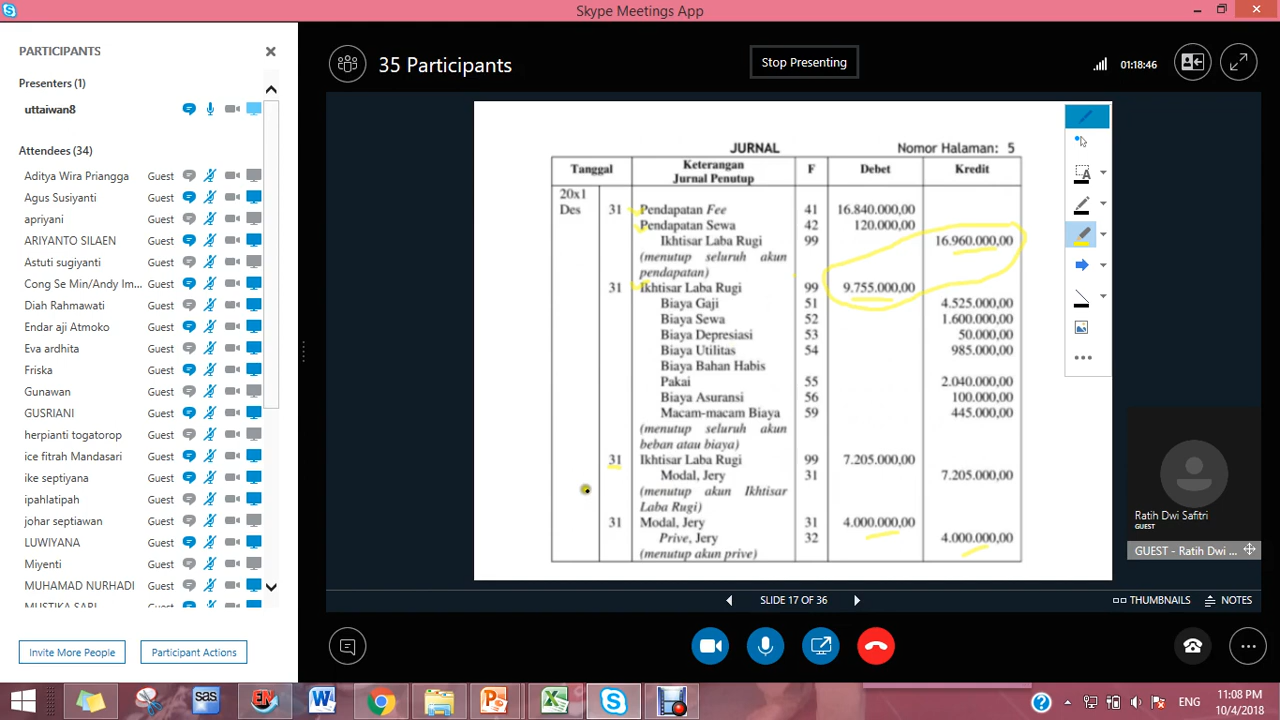 Skype Meetings App
PARTICIPANTS
Presenters (1)
uttaiwan8
Attendees (34)
Aditya Wira Priangga Guest
Agus Susiyanti Guest
apriyani Guest
ARIYANTO SILAEN Guest
Astuti sugiyanti Guest
Cong Se Min/Andy Im... Guest
Diah Rahmawati Guest
Endar aji Atmoko Guest
Eva ardhita Guest
Friska Guest
Gunawan Guest
GUSRIANI Guest
herpianti togatorop Guest
ice fitrah Mandasari Guest
ike septiyana Guest
ipahlatipah Guest
johar septiawan Guest
LUWIYANA Guest
Miyenti Guest
MUHAMAD NURHADI Guest
MUSTIKA SARI Guest
Invite More People
Participant Actions
35 Participants
Stop Presenting
01:18:46
JURNAL Nomor Halaman: 5
Tanggal Keterangan Jurnal Penutup F Debet Kredit
20x1
Des 31 Pendapatan Fee 41 16.840.000,00
Pendapatan Sewa 42 120.000,00
Ikhtisar Laba Rugi 99 16.960.000,00
(menutup seluruh akun
pendapatan)
31 Ikhtisar Laba Rugi 99 9.755.000,00
Biaya Gaji 51 4.525.000,00
Biaya Sewa 52 1.600.000,00
Biaya Depresiasi 53 50.000,00
Biaya Utilitas 54 985.000,00
Biaya Bahan Habis
Pakai 55 2.040.000,00
Biaya Asuransi 56 100.000,00
Macam-macam Biaya 59 445.000,00
(menutup seluruh akun
beban atau biaya)
31 Ikhtisar Laba Rugi 99 7.205.000,00
Modal, Jery 31 7.205.000,00
(menutup akun Ikhtisar
Laba Rugi)
31 Modal, Jery 31 4.000.000,00
Prive, Jery 32 4.000.000,00
(menutup akun prive)
A
Ratih Dwi Safitri
GUEST
GUEST - Ratih Dwi ...
SLIDE 17 OF 36
THUMBNAILS
NOTES
sas
EN
W
P
X
S
ENG
11:08 PM
10/4/2018